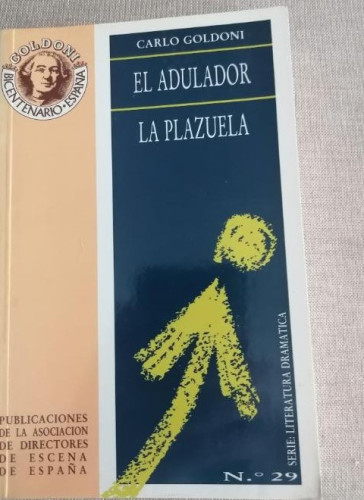 GOLDONI
BICENTENARIO · ESPAÑA
CARLO GOLDONI
EL ADULADOR
LA PLAZUELA
SERIE: LITERATURA DRAMATICA
PUBLICACIONES
DE LA ASOCIACION
DE DIRECTORES
DE ESCENA
DE ESPAÑA
N.º 29